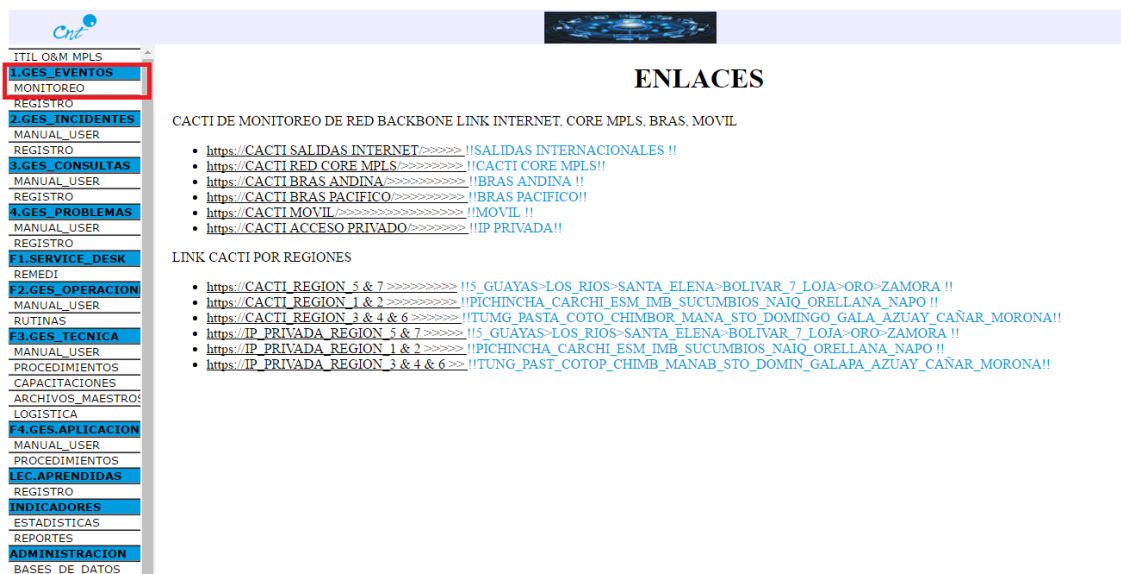 Cnt
ITIL O&M MPLS
1.GES_EVENTOS
MONITOREO
REGISTRO
2.GES_INCIDENTES
MANUAL_USER
REGISTRO
3.GES_CONSULTAS
MANUAL_USER
REGISTRO
4.GES_PROBLEMAS
MANUAL_USER
REGISTRO
F1.SERVICE_DESK
REMEDI
F2.GES_OPERACION
MANUAL_USER
RUTINAS
F3.GES_TECNICA
MANUAL_USER
PROCEDIMIENTOS
CAPACITACIONES
ARCHIVOS_MAESTROS
LOGISTICA
F4.GES.APLICACION
MANUAL_USER
PROCEDIMIENTOS
LEC.APRENDIDAS
REGISTRO
INDICADORES
ESTADISTICAS
REPORTES
ADMINISTRACION
BASES_DE_DATOS
ENLACES
CACTI DE MONITOREO DE RED BACKBONE LINK INTERNET, CORE MPLS, BRAS, MOVIL
https://CACTI SALIDAS INTERNET/>>>>> !!SALIDAS INTERNACIONALES !!
https://CACTI RED CORE MPLS/>>>>>>>> !!CACTI CORE MPLS!!
https://CACTI BRAS ANDINA/>>>>>>>>>> !!BRAS ANDINA !!
https://CACTI BRAS PACIFICO/>>>>>>>>> !!BRAS PACIFICO!!
https://CACTI MOVIL/>>>>>>>>>>>>>>>> !!MOVIL !!
https://CACTI ACCESO PRIVADO/>>>>>>> !!IP PRIVADA!!
LINK CACTI POR REGIONES
https://CACTI_REGION_5 & 7 >>>>>>>>> !!5_GUAYAS>LOS_RIOS>SANTA_ELENA>BOLIVAR_7_LOJA>ORO>ZAMORA !!
https://CACTI_REGION_1 & 2 >>>>>>>>> !!PICHINCHA_CARCHI_ESM_IMB_SUCUMBIOS_NAIQ_ORELLANA_NAPO !!
https://CACTI_REGION_3 & 4 & 6 >>>>>> !!TUMG_PASTA_COTO_CHIMBOR_MANA_STO_DOMINGO_GALA_AZUAY_CAÑAR_MORONA!!
https://IP_PRIVADA_REGION_5 & 7 >>>>> !!5_GUAYAS>LOS_RIOS>SANTA_ELENA>BOLIVAR_7_LOJA>ORO>ZAMORA !!
https://IP_PRIVADA_REGION_1 & 2 >>>>> !!PICHINCHA_CARCHI_ESM_IMB_SUCUMBIOS_NAIQ_ORELLANA_NAPO !!
https://IP_PRIVADA_REGION_3 & 4 & 6 >> !!TUNG_PAST_COTOP_CHIMB_MANAB_STO_DOMIN_GALAPA_AZUAY_CAÑAR_MORONA!!